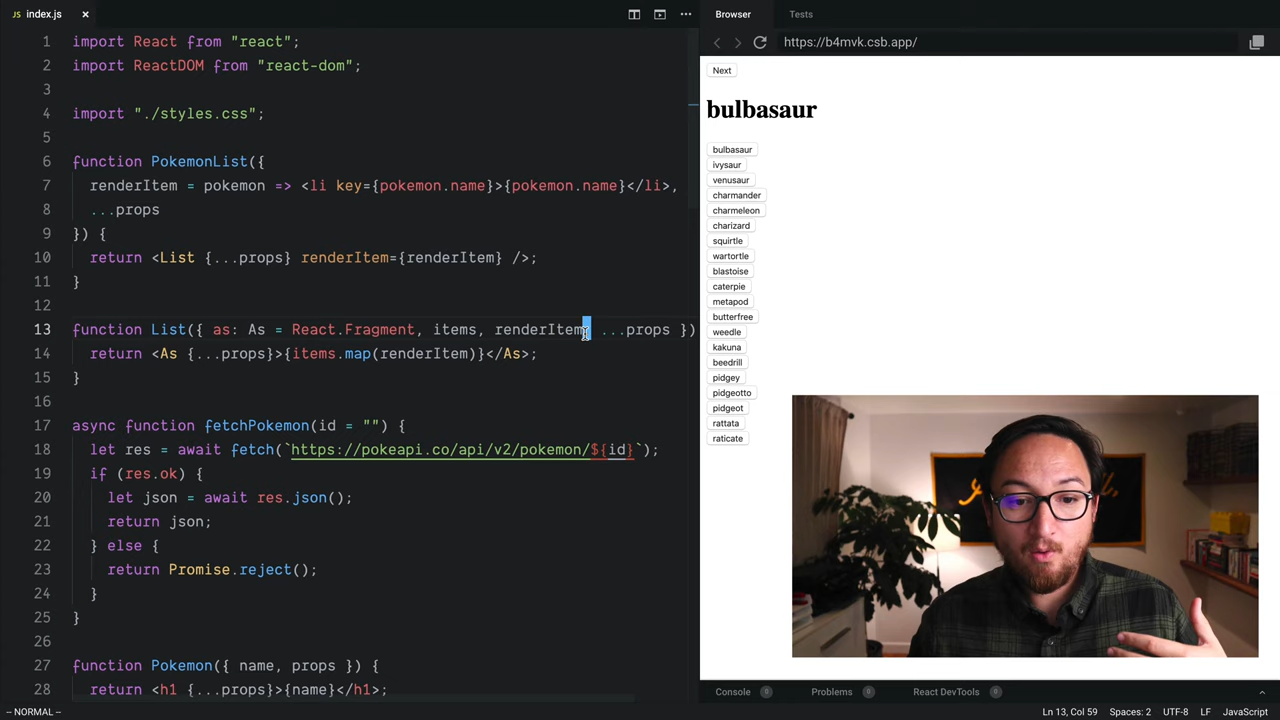 JS index.js ×
1 import React from "react";
2 import ReactDOM from "react-dom";
3
4 import "./styles.css";
5
6 function PokemonList({
7 renderItem = pokemon => <li key={pokemon.name}>{pokemon.name}</li>,
8 ...props
9 }) {
10 return <List {...props} renderItem={renderItem} />;
11 }
12
13 function List({ as: As = React.Fragment, items, renderItem, ...props })
14 return <As {...props}>{items.map(renderItem)}</As>;
15 }
16
17 async function fetchPokemon(id = "") {
18 let res = await fetch(`https://pokeapi.co/api/v2/pokemon/${id}`);
19 if (res.ok) {
20 let json = await res.json();
21 return json;
22 } else {
23 return Promise.reject();
24 }
25 }
26
27 function Pokemon({ name, props }) {
28 return <h1 {...props}>{name}</h1>;
-- NORMAL --
Browser Tests
https://b4mvk.csb.app/
Next
bulbasaur
bulbasaur
ivysaur
venusaur
charmander
charmeleon
charizard
squirtle
wartortle
blastoise
caterpie
metapod
butterfree
weedle
kakuna
beedrill
pidgey
pidgeotto
pidgeot
rattata
raticate
Console 0 Problems 0 React DevTools 0
Ln 13, Col 59 Spaces: 2 UTF-8 LF JavaScript